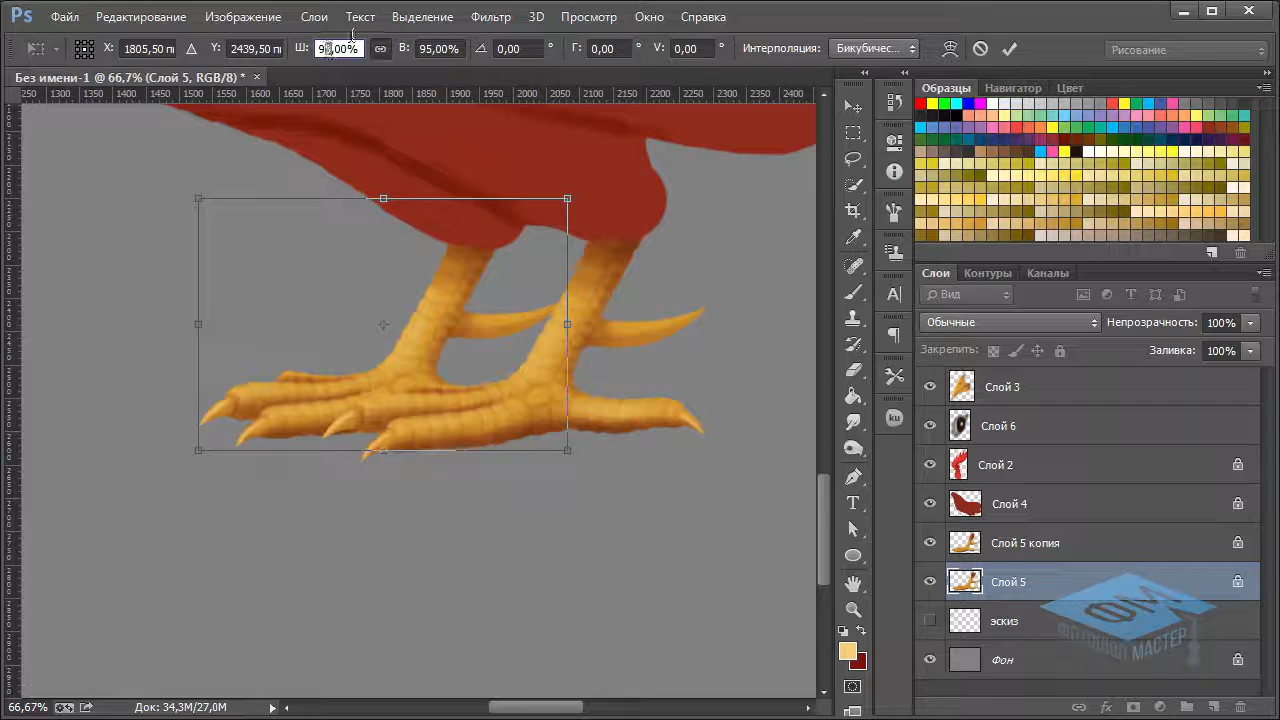 Ps Файл Редактирование Изображение Слои Текст Выделение Фильтр 3D Просмотр Окно Справка
X: 1805,50 пи Y: 2439,50 пи Ш: В: 95,00% 0,00 ° Г: 0,00 ° V: 0,00 ° Интерполяция: Бикубичес... Рисование
Без имени-1 @ 66,7% (Слой 5, RGB/8) * ×
1300 1500 1550 1600 1650 1700 1750 1800 1850 1900 1950 2000 2050 2100 2150 2200 2250 2300 2350 2400
Образцы Навигатор Цвет
Слои Контуры Каналы
Вид
Обычные Непрозрачность: 100%
Закрепить: Заливка: 100%
Слой 3
Слой 6
Слой 2
Слой 4
Слой 5 копия
Слой 5
эскиз
Фон
ku
ФМ
ФОТОШОП МАСТЕР
66,67% Док: 34,3M/27,0M